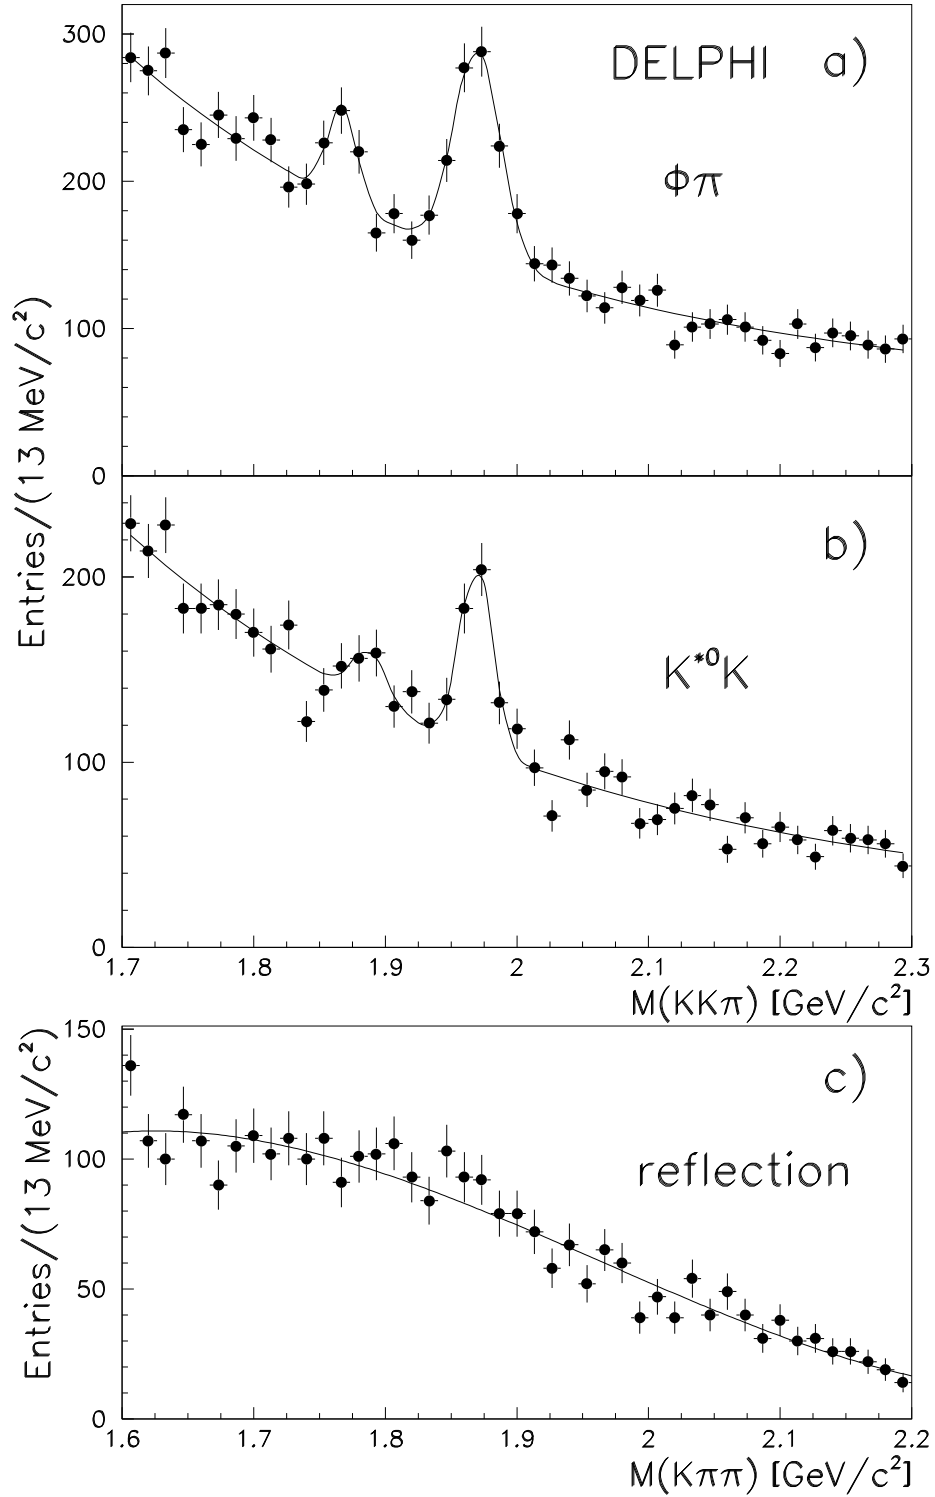 DELPHI a)
300
Φπ
200
100
0
Entries/(13 MeV/c²)
b)
200
K*⁰K
100
0
1.7 1.8 1.9 2 2.1 2.2 2.3
M(KKπ) [GeV/c²]
150
c)
100
reflection
50
0
Entries/(13 MeV/c²)
1.6 1.7 1.8 1.9 2 2.1 2.2
M(Kππ) [GeV/c²]